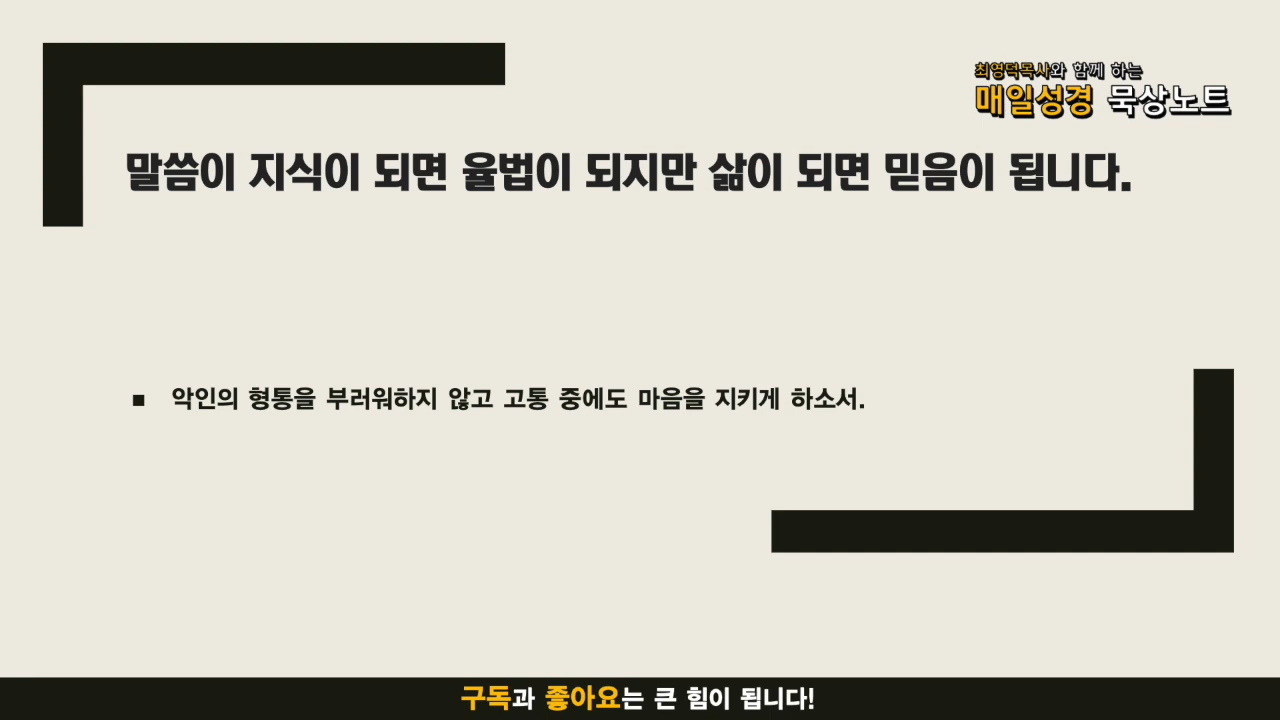 최영덕목사와 함께 하는
매일성경 묵상노트
말씀이 지식이 되면 율법이 되지만 삶이 되면 믿음이 됩니다.
■ 악인의 형통을 부러워하지 않고 고통 중에도 마음을 지키게 하소서.
구독과 좋아요는 큰 힘이 됩니다!